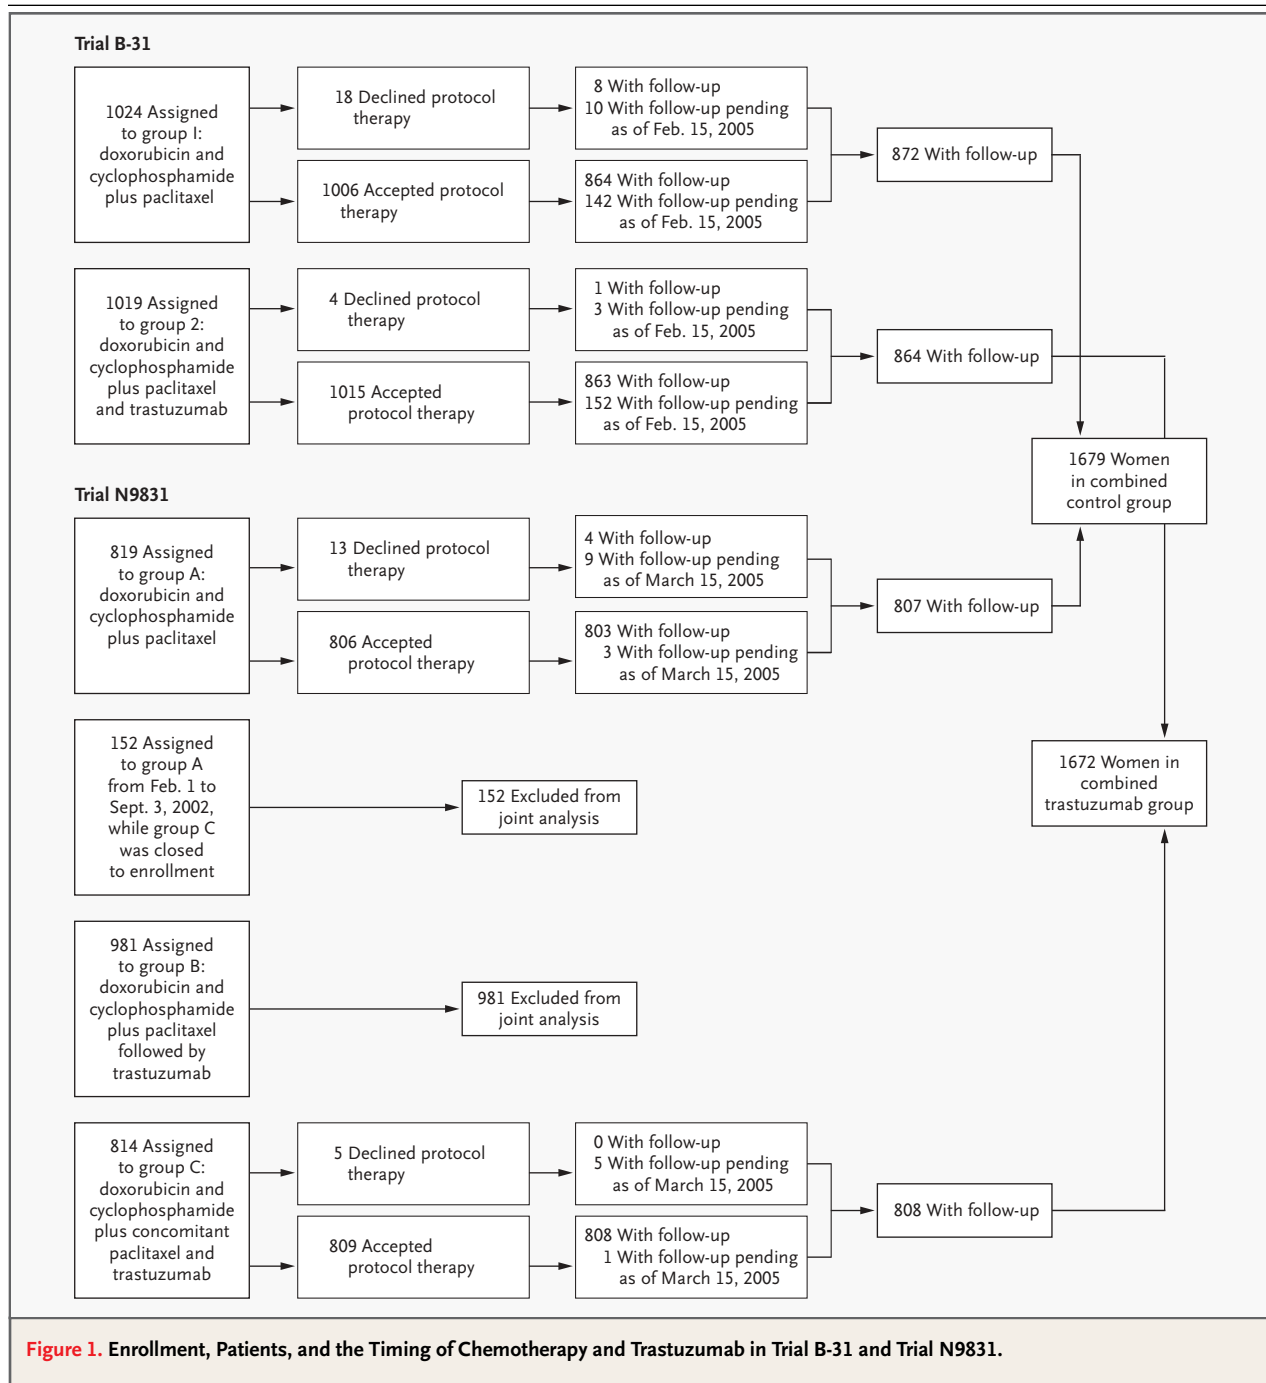 Trial B-31
1024 Assigned
to group I:
doxorubicin and
cyclophosphamide
plus paclitaxel
18 Declined protocol
therapy
8 With follow-up
10 With follow-up pending
as of Feb. 15, 2005
1006 Accepted protocol
therapy
864 With follow-up
142 With follow-up pending
as of Feb. 15, 2005
872 With follow-up
1019 Assigned
to group 2:
doxorubicin and
cyclophosphamide
plus paclitaxel
and trastuzumab
4 Declined protocol
therapy
1 With follow-up
3 With follow-up pending
as of Feb. 15, 2005
1015 Accepted
protocol therapy
863 With follow-up
152 With follow-up pending
as of Feb. 15, 2005
864 With follow-up
1679 Women
in combined
control group
Trial N9831
819 Assigned
to group A:
doxorubicin and
cyclophosphamide
plus paclitaxel
13 Declined protocol
therapy
4 With follow-up
9 With follow-up pending
as of March 15, 2005
806 Accepted
protocol therapy
803 With follow-up
3 With follow-up pending
as of March 15, 2005
807 With follow-up
152 Assigned
to group A
from Feb. 1 to
Sept. 3, 2002,
while group C
was closed
to enrollment
152 Excluded from
joint analysis
1672 Women in
combined
trastuzumab group
981 Assigned
to group B:
doxorubicin and
cyclophosphamide
plus paclitaxel
followed by
trastuzumab
981 Excluded from
joint analysis
814 Assigned
to group C:
doxorubicin and
cyclophosphamide
plus concomitant
paclitaxel and
trastuzumab
5 Declined protocol
therapy
0 With follow-up
5 With follow-up pending
as of March 15, 2005
809 Accepted
protocol therapy
808 With follow-up
1 With follow-up pending
as of March 15, 2005
808 With follow-up
Figure 1. Enrollment, Patients, and the Timing of Chemotherapy and Trastuzumab in Trial B-31 and Trial N9831.